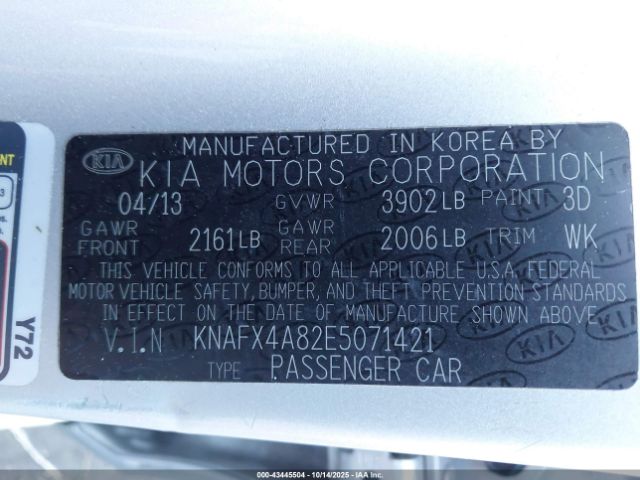 MANUFACTURED IN KOREA BY
KIA KIA MOTORS CORPORATION
04/13 GVWR 3902LB PAINT 3D
GAWR FRONT 2161LB GAWR REAR 2006LB TRIM WK
THIS VEHICLE CONFORMS TO ALL APPLICABLE U.S.A. FEDERAL
MOTOR VEHICLE SAFETY, BUMPER, AND THEFT PREVENTION STANDARDS
IN EFFECT ON THE DATE OF MANUFACTURE SHOWN ABOVE
V.I.N KNAFX4A82E5071421
TYPE PASSENGER CAR
Y72
000-43445504 - 10/14/2025 - IAA Inc.